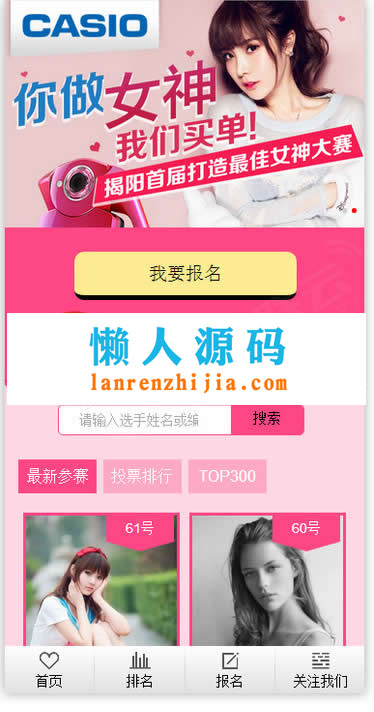 CASIO
你做女神
我们买单!
揭阳首届打造最佳女神大赛
我要报名
懒人源码
lanrenzhijia.com
请输入选手姓名或编
搜索
最新参赛 投票排行 TOP300
61号 60号
首页 排名 报名 关注我们